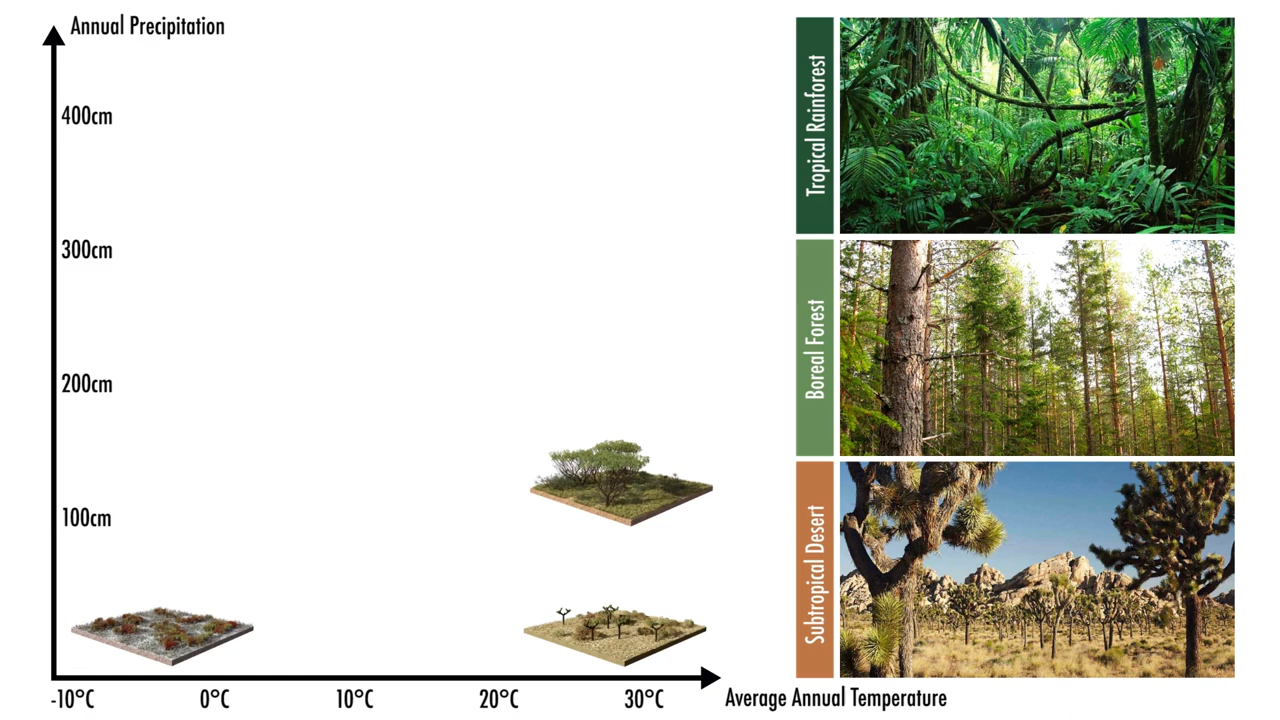 Annual Precipitation
400cm
300cm
200cm
100cm
-10°C
0°C
10°C
20°C
30°C
Average Annual Temperature
Tropical Rainforest
Boreal Forest
Subtropical Desert